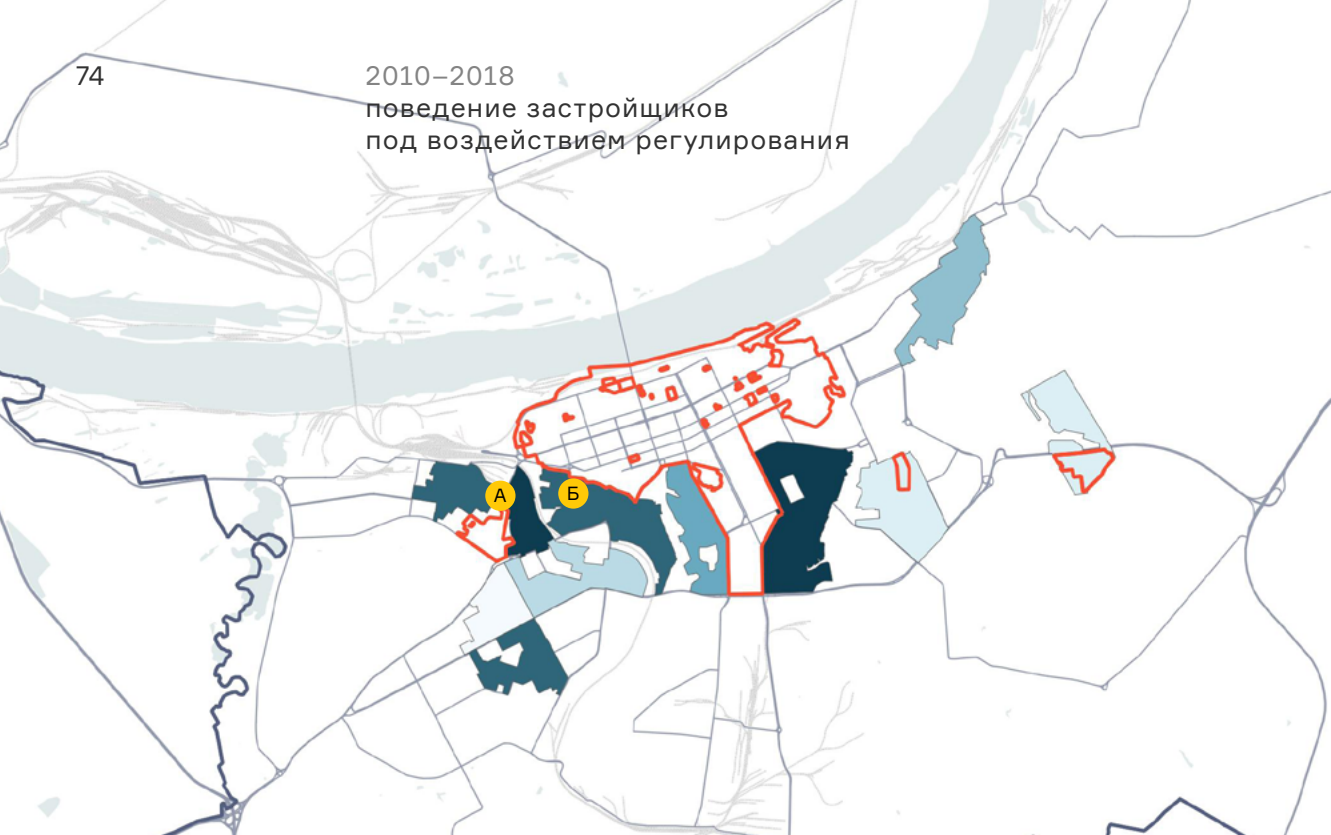 74
2010–2018
поведение застройщиков
под воздействием регулирования
А
Б